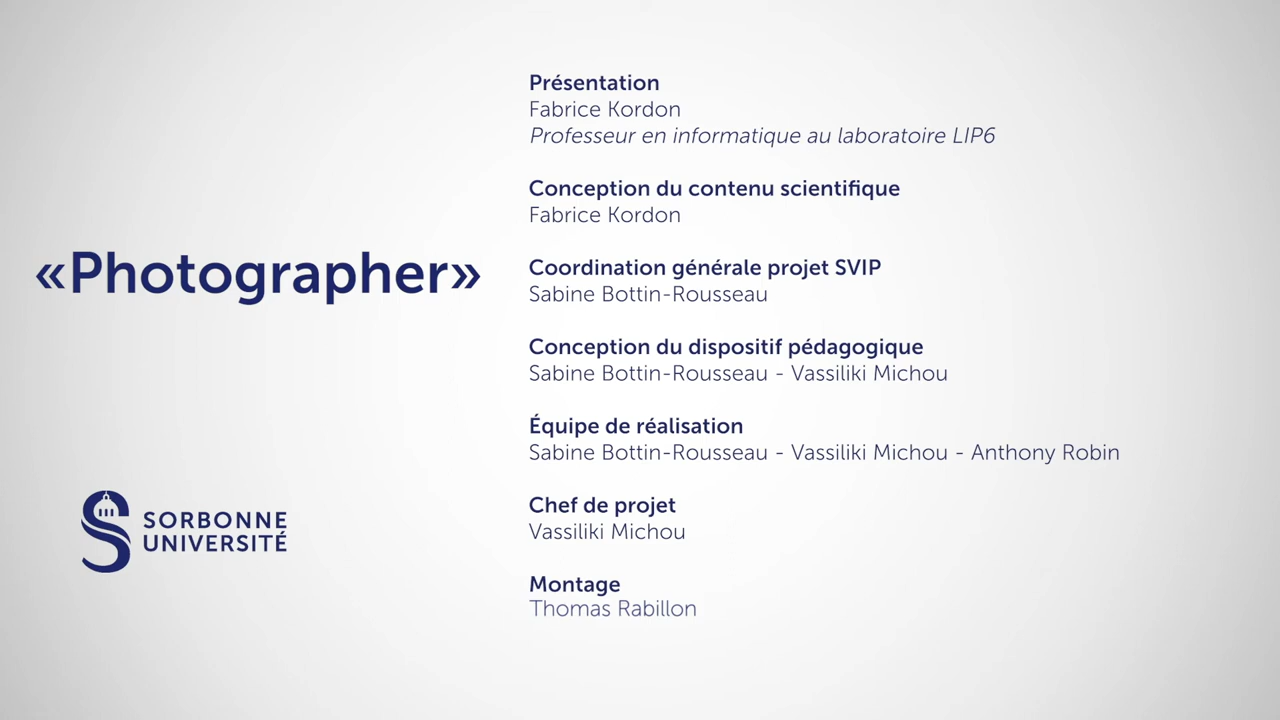 «Photographer»
SORBONNE
UNIVERSITÉ
Présentation
Fabrice Kordon
Professeur en informatique au laboratoire LIP6
Conception du contenu scientifique
Fabrice Kordon
Coordination générale projet SVIP
Sabine Bottin-Rousseau
Conception du dispositif pédagogique
Sabine Bottin-Rousseau - Vassiliki Michou
Équipe de réalisation
Sabine Bottin-Rousseau - Vassiliki Michou - Anthony Robin
Chef de projet
Vassiliki Michou
Montage
Thomas Rabillon